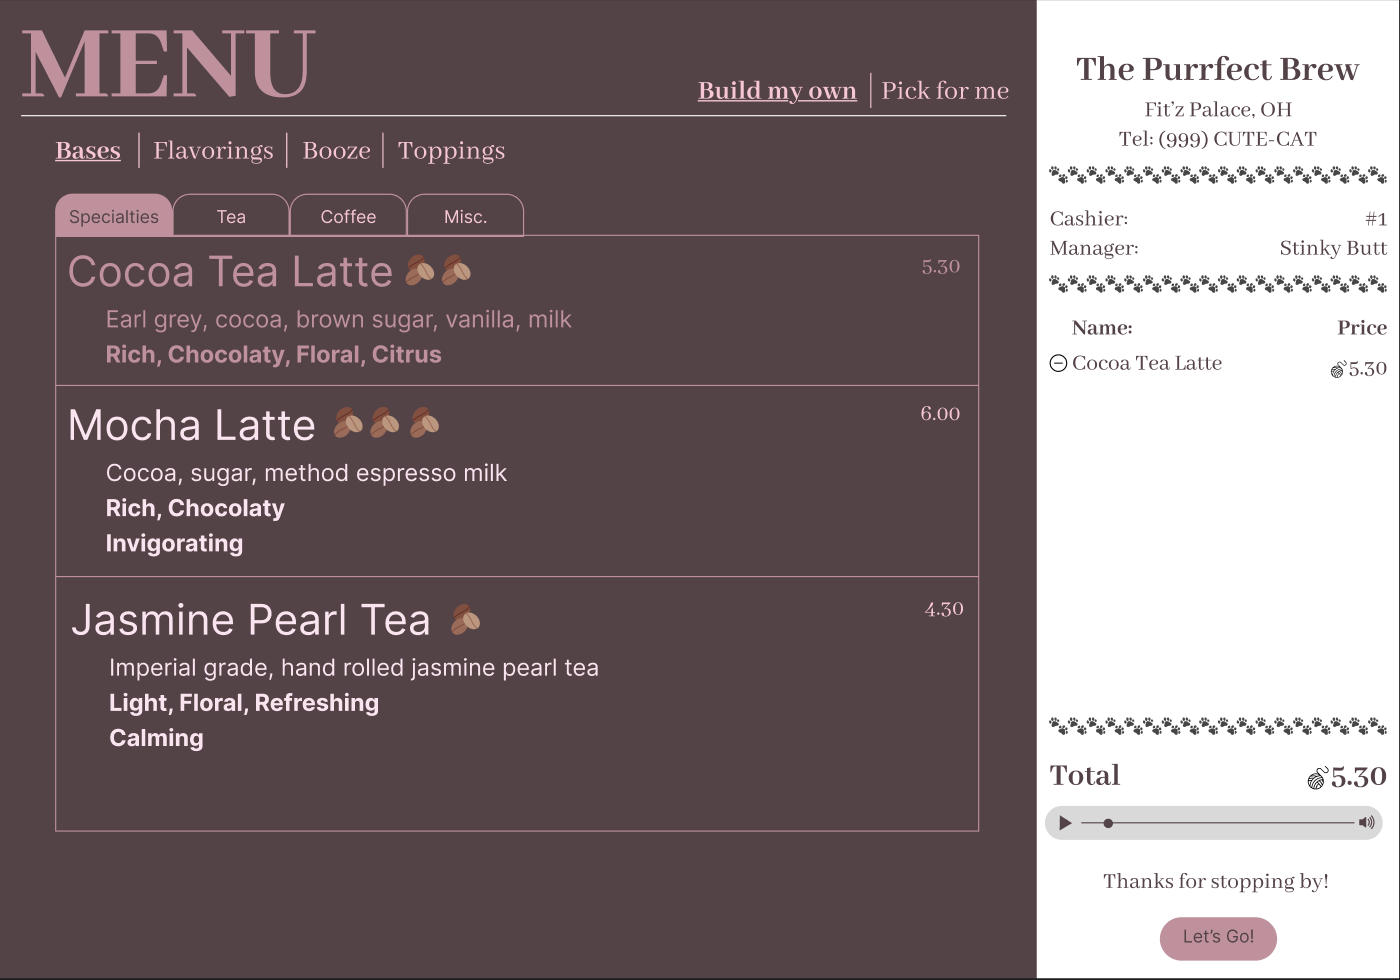 MENU
Build my own
Pick for me
Bases
Flavorings
Booze
Toppings
Specialties
Tea
Coffee
Misc.
Cocoa Tea Latte
5.30
Earl grey, cocoa, brown sugar, vanilla, milk
Rich, Chocolaty, Floral, Citrus
Mocha Latte
6.00
Cocoa, sugar, method espresso milk
Rich, Chocolaty
Invigorating
Jasmine Pearl Tea
4.30
Imperial grade, hand rolled jasmine pearl tea
Light, Floral, Refreshing
Calming
The Purrfect Brew
Fit’z Palace, OH
Tel: (999) CUTE-CAT
Cashier: #1
Manager: Stinky Butt
Name: Price
Cocoa Tea Latte 5.30
Total 5.30
Thanks for stopping by!
Let’s Go!